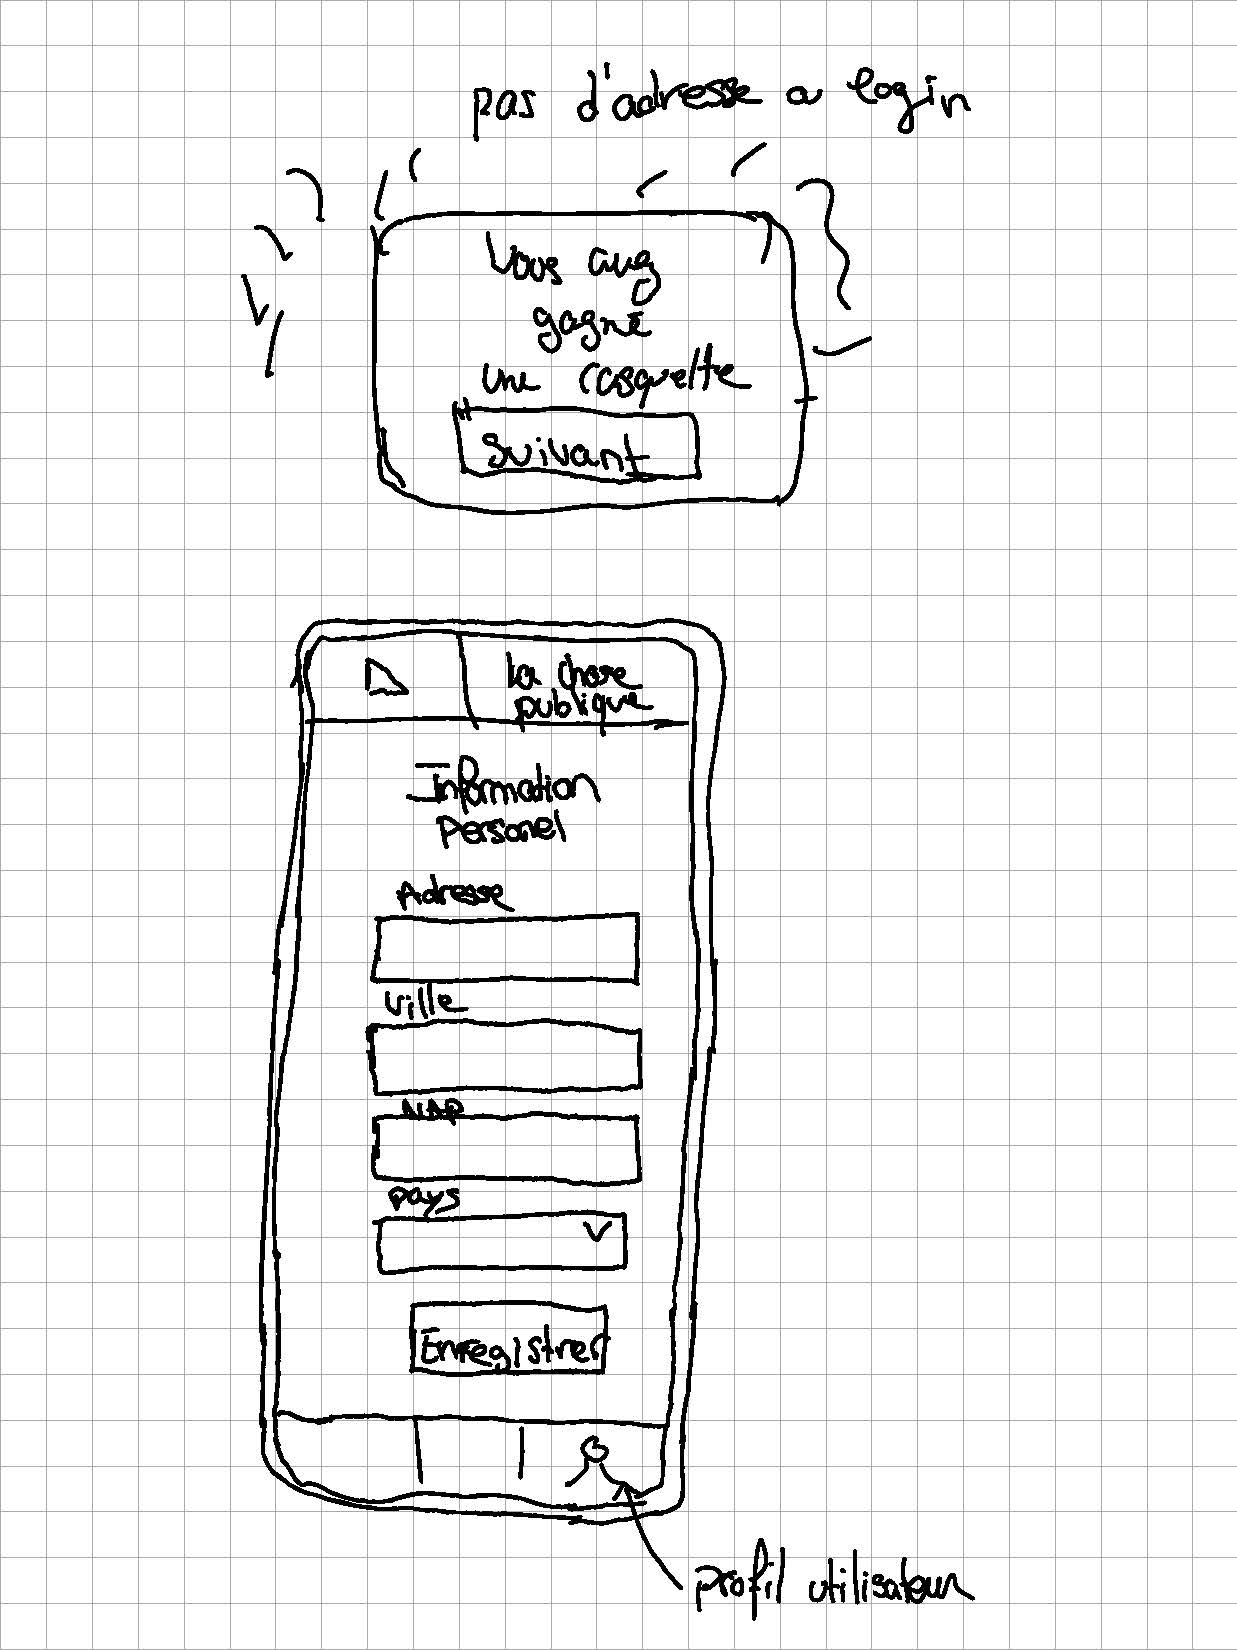 pas d'adresse a login
Vous avez
gagné
une casquette
Suivant
la chose
publique
Information
Personel
Adresse
Ville
NAP
pays
Enregistrer
profil utilisateur